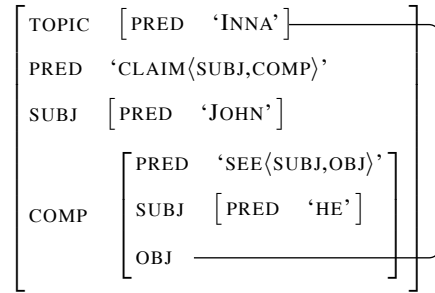 TOPIC [PRED ‘INNA’]
PRED ‘CLAIM⟨SUBJ,COMP⟩’
SUBJ [PRED ‘JOHN’]
PRED ‘SEE⟨SUBJ,OBJ⟩’
COMP SUBJ [PRED ‘HE’]
OBJ